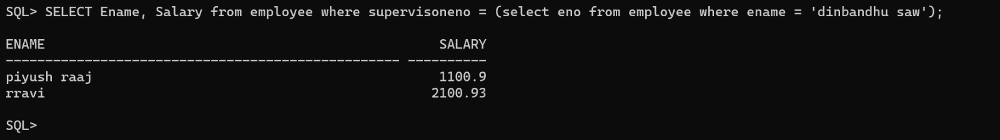 SQL> SELECT Ename, Salary from employee where supervisoneno = (select eno from employee where ename = 'dinbandhu saw');
ENAME                                                  SALARY
-------------------------------------------------- ----------
piyush raaj                                            1100.9
rravi                                                 2100.93
SQL>